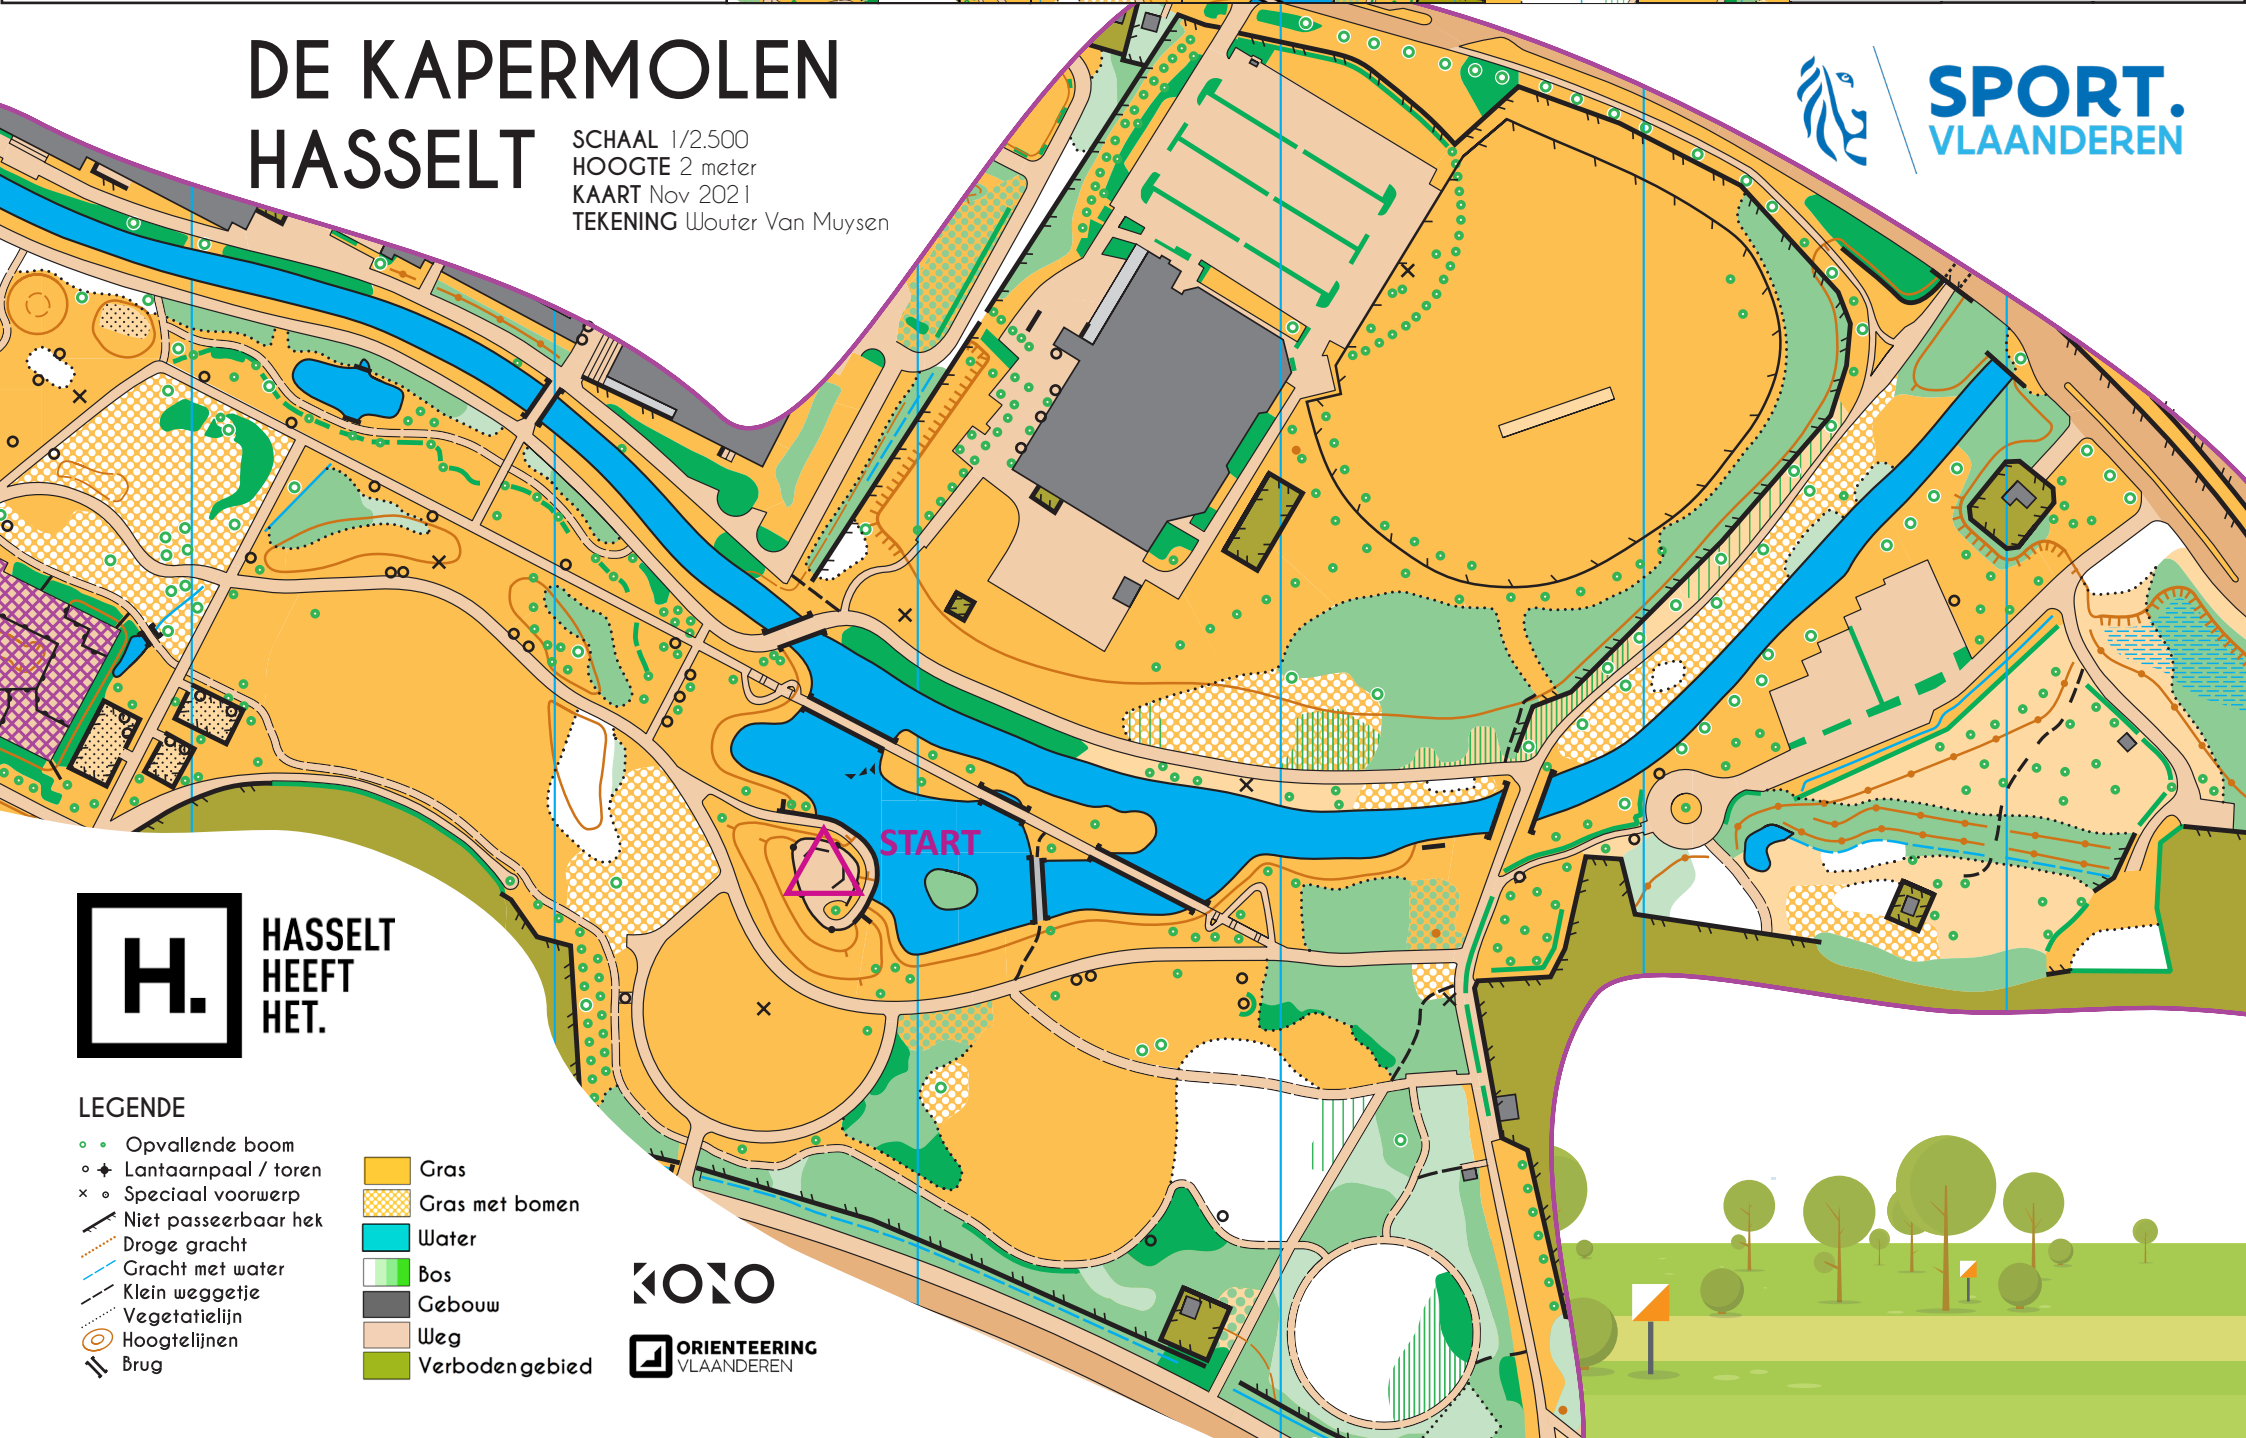 DE KAPERMOLEN
HASSELT
SCHAAL 1/2.500
HOOGTE 2 meter
KAART Nov 2021
TEKENING Wouter Van Muysen
SPORT.
VLAANDEREN
START
H.
HASSELT
HEEFT
HET.
LEGENDE
Opvallende boom
Lantaarnpaal / toren
Speciaal voorwerp
Niet passeerbaar hek
Droge gracht
Gracht met water
Klein weggetje
Vegetatielijn
Hoogtelijnen
Brug
Gras
Gras met bomen
Water
Bos
Gebouw
Weg
Verboden gebied
KONO
ORIENTEERING
VLAANDEREN